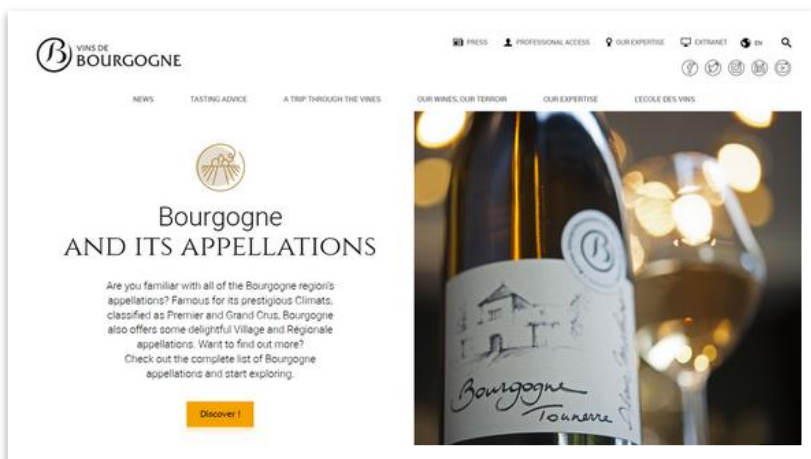 VINS DE
BOURGOGNE
PRESS PROFESSIONAL ACCESS OUR EXPERTISE EXTRANET EN
NEWS TASTING ADVICE A TRIP THROUGH THE VINES OUR WINES, OUR TERROIR OUR EXPERTISE L'ECOLE DES VINS
Bourgogne
AND ITS APPELLATIONS
Are you familiar with all of the Bourgogne region's
appellations? Famous for its prestigious Climats,
classified as Premier and Grand Crus, Bourgogne
also offers some delightful Village and Régionale
appellations. Want to find out more?
Check out the complete list of Bourgogne
appellations and start exploring.
Discover !
B
Bourgogne
Tonnerre